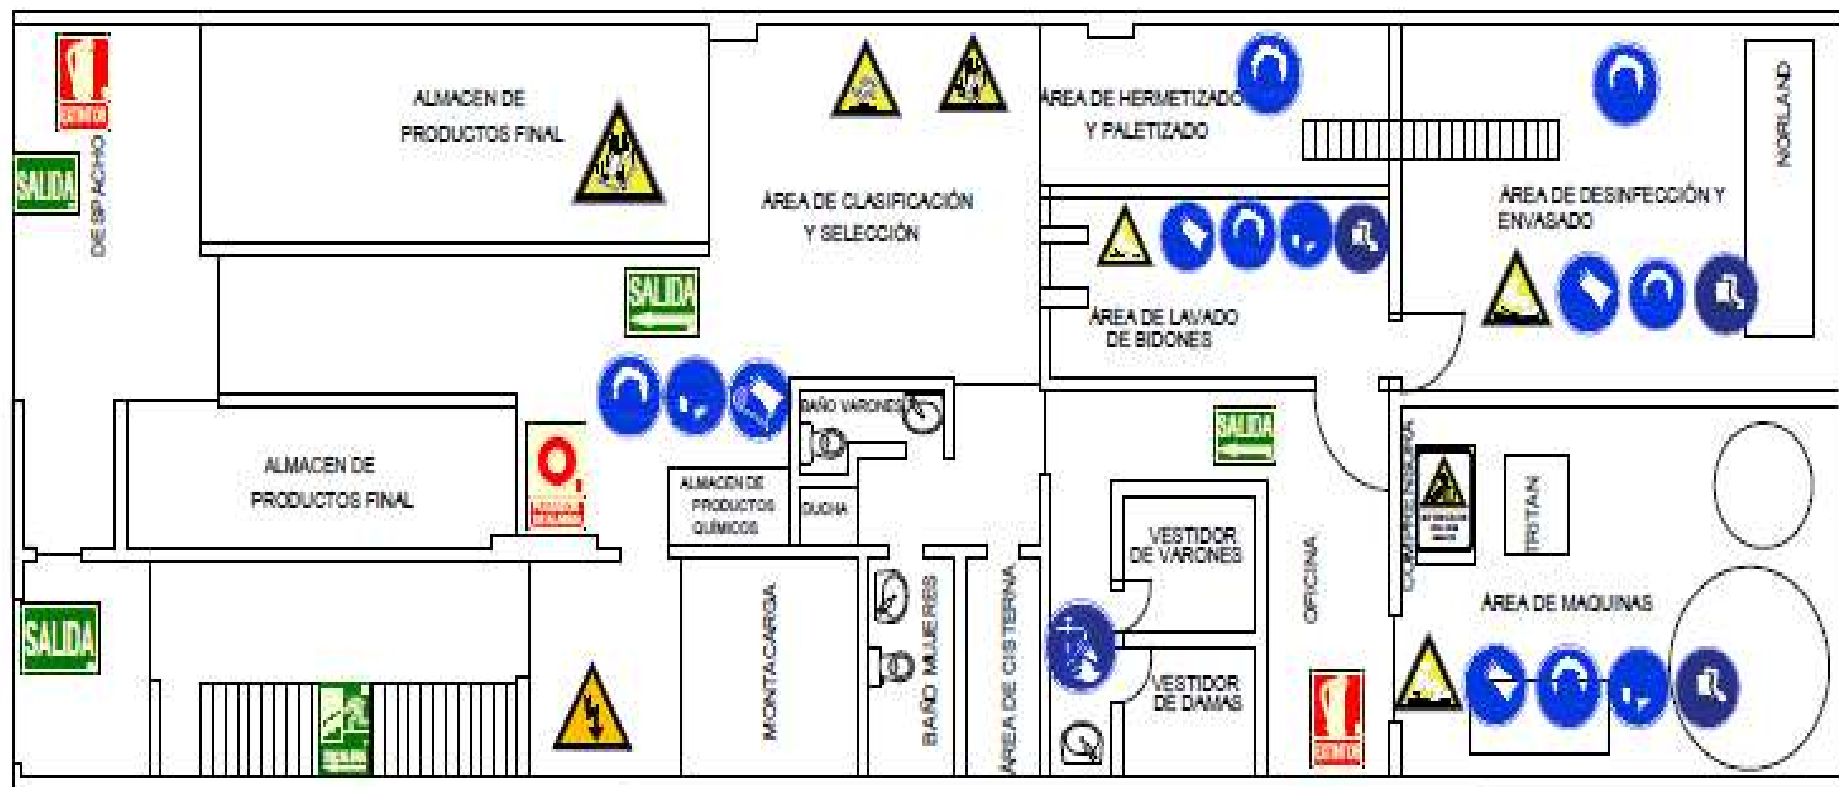 EXTINTOR
SALIDA
DESPACHO
ALMACEN DE
PRODUCTOS FINAL
ÁREA DE CLASIFICACIÓN
Y SELECCIÓN
ÁREA DE HERMETIZADO
Y PALETIZADO
NORLAND
ÁREA DE DESINFECCIÓN Y
ENVASADO
SALIDA
ÁREA DE LAVADO
DE BIDONES
BAÑO VARONES
SALIDA
ALMACEN DE
PRODUCTOS FINAL
ALMACEN DE
PRODUCTOS
QUÍMICOS
DUCHA
VESTIDOR
DE VARONES
OFICINA
TRITAN
ÁREA DE MAQUINAS
SALIDA
MONTACARGA
BAÑO MUJERES
ÁREA DE CISTERNA
VESTIDOR
DE DAMAS
EXTINTOR